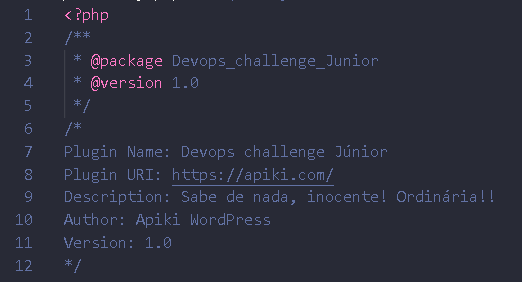 1 <?php
2 /**
3 * @package Devops_challenge_Junior
4 * @version 1.0
5 */
6 /*
7 Plugin Name: Devops challenge Júnior
8 Plugin URI: https://apiki.com/
9 Description: Sabe de nada, inocente! Ordinária!!
10 Author: Apiki WordPress
11 Version: 1.0
12 */